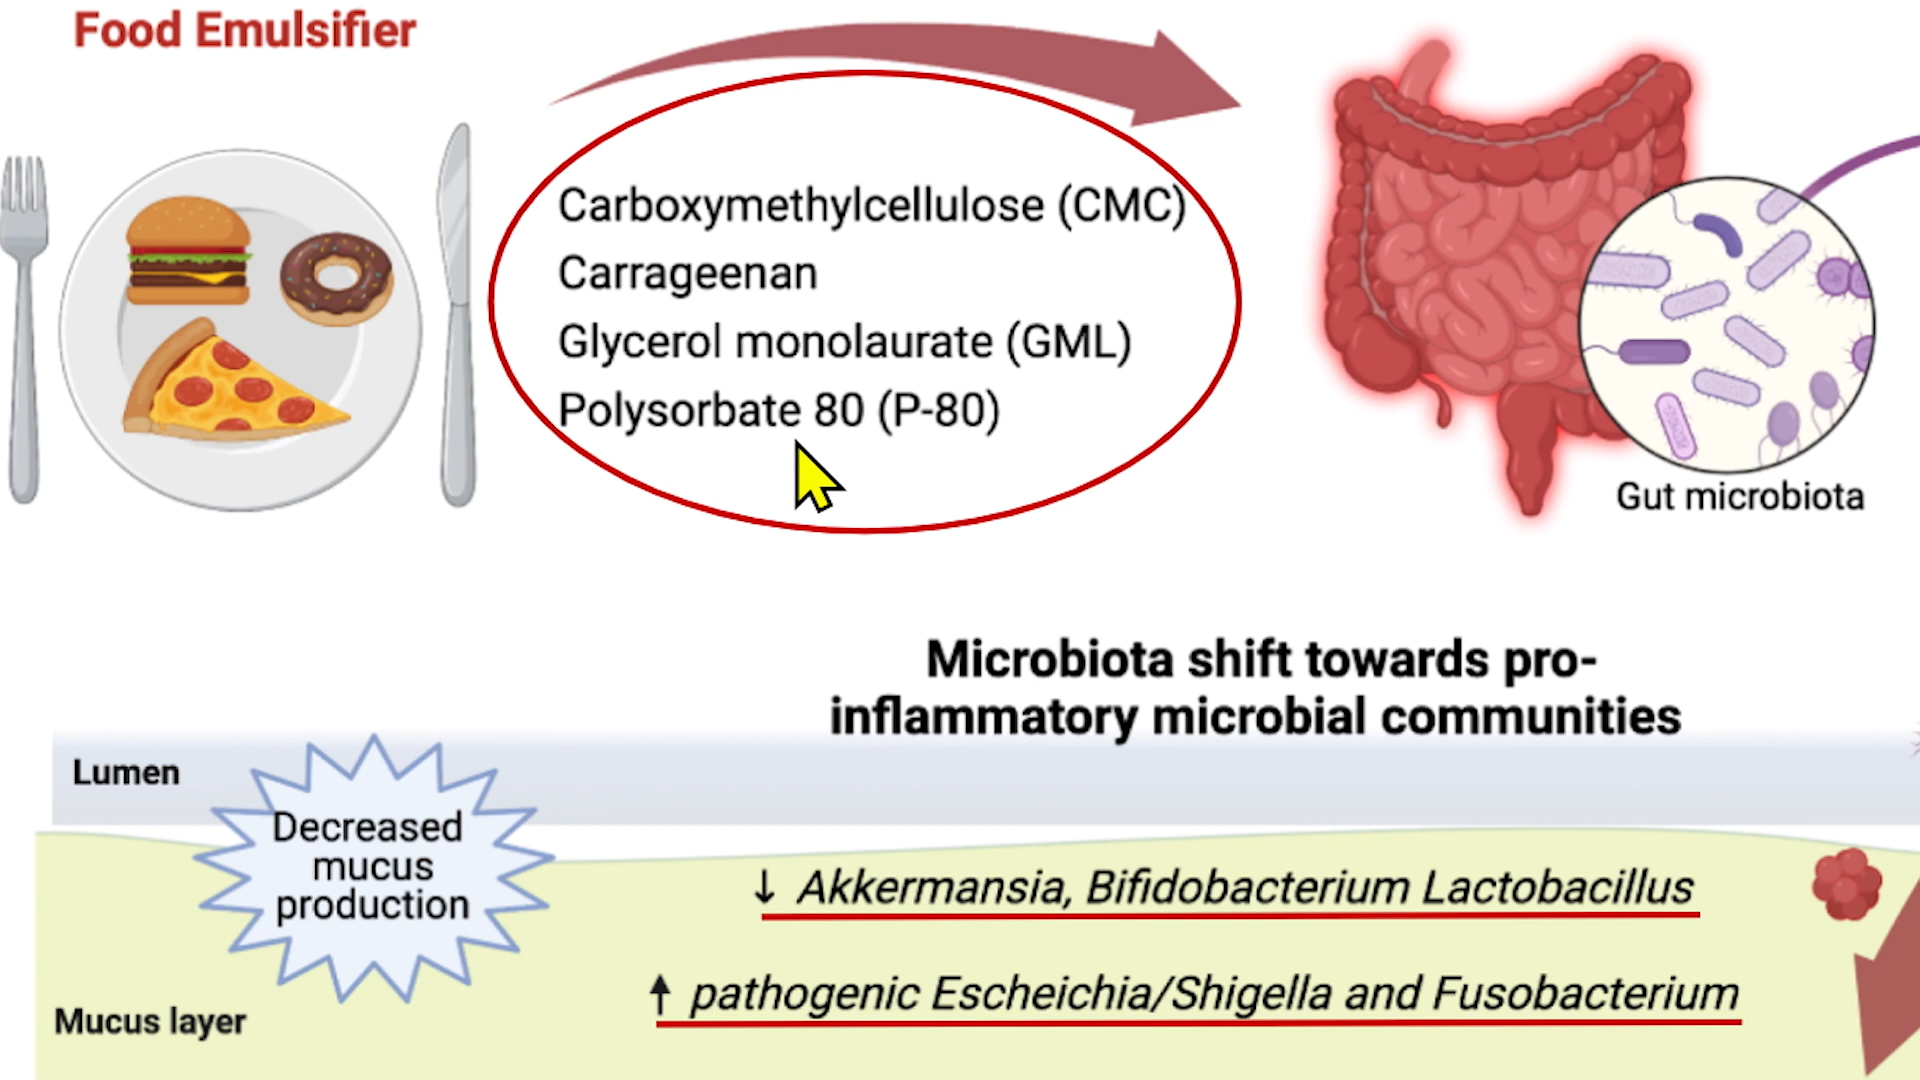 Food Emulsifier
Carboxymethylcellulose (CMC)
Carrageenan
Glycerol monolaurate (GML)
Polysorbate 80 (P-80)
Gut microbiota
Microbiota shift towards pro-
inflammatory microbial communities
Lumen
Decreased
mucus
production
↓ Akkermansia, Bifidobacterium Lactobacillus
↑ pathogenic Escheichia/Shigella and Fusobacterium
Mucus layer